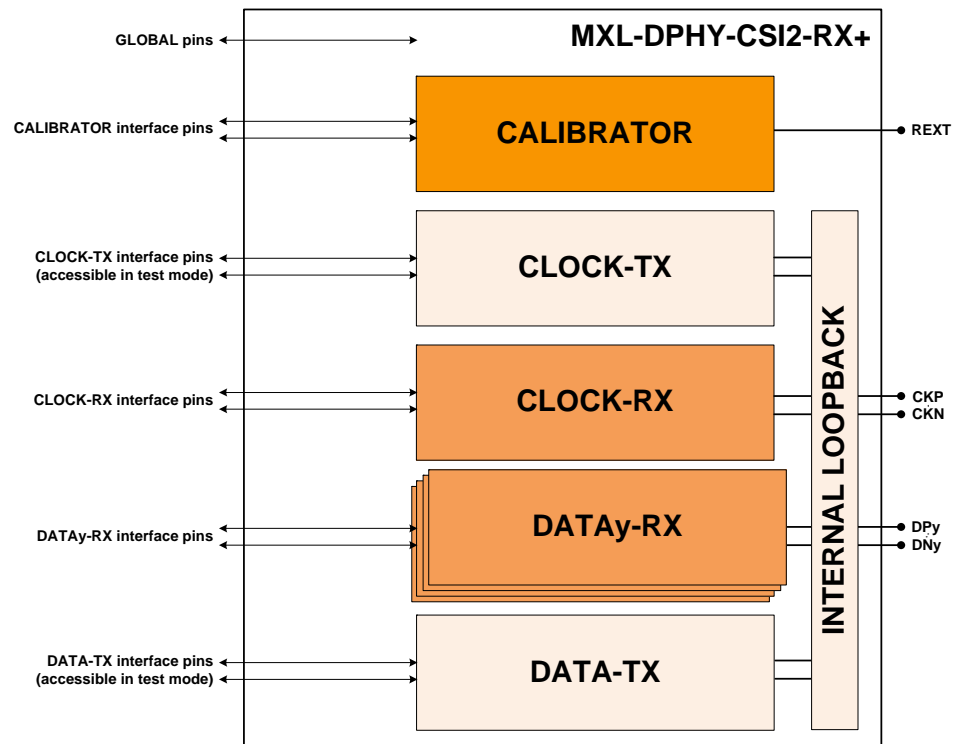 MXL-DPHY-CSI2-RX+
GLOBAL pins
CALIBRATOR interface pins
CALIBRATOR
REXT
CLOCK-TX interface pins
(accessible in test mode)
CLOCK-TX
INTERNAL LOOPBACK
CLOCK-RX interface pins
CLOCK-RX
CKP
CKN
DATAy-RX interface pins
DATAy-RX
DPy
DNy
DATA-TX interface pins
(accessible in test mode)
DATA-TX